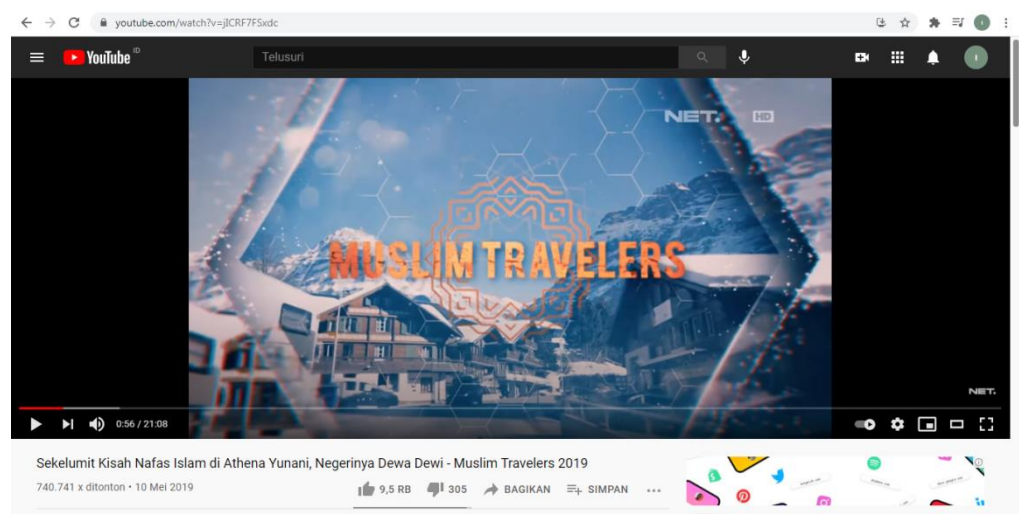 youtube.com/watch?v=jICRF7FSxdc
YouTube ID
Telusuri
NET. HD
MUSLIM TRAVELERS
NET.
0:56 / 21:08
Sekelumit Kisah Nafas Islam di Athena Yunani, Negerinya Dewa Dewi - Muslim Travelers 2019
740.741 x ditonton • 10 Mei 2019
9,5 RB 305 BAGIKAN SIMPAN